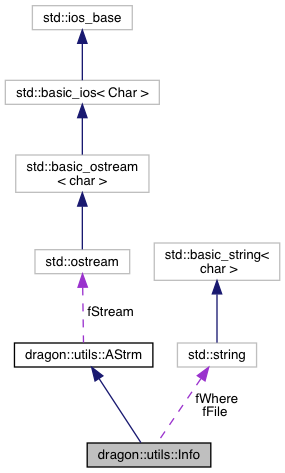 std::ios_base
std::basic_ios< Char >
std::basic_ostream
< char >
std::ostream
std::basic_string<
char >
fStream
dragon::utils::AStrm
std::string
fWhere
fFile
dragon::utils::Info